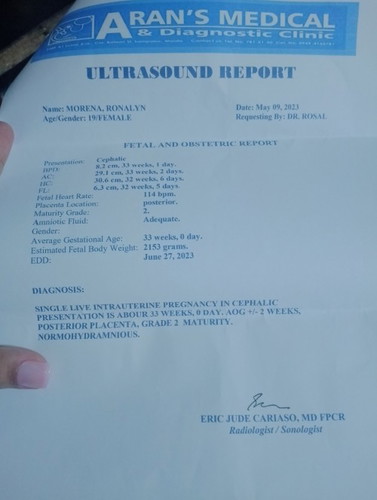 ARAN'S MEDICAL
& Diagnostic Clinic
ULTRASOUND REPORT
Name: MORENA, RONALYN
Date: May 09, 2023
Age/Gender: 19/FEMALE
Requesting By: DR. ROSAL
FETAL AND OBSTETRIC REPORT
Presentation: Cephalic
BPD: 8.2 cm, 33 weeks, 1 day.
AC: 29.1 cm, 33 weeks, 2 days.
HC: 30.6 cm, 32 weeks, 6 days.
FL: 6.3 cm, 32 weeks, 5 days.
Fetal Heart Rate: 114 bpm.
Placenta Location: posterior.
Maturity Grade: 2.
Amniotic Fluid: Adequate.
Gender:
Average Gestational Age: 33 weeks, 0 day.
Estimated Fetal Body Weight: 2153 grams.
EDD: June 27, 2023
DIAGNOSIS:
SINGLE LIVE INTRAUTERINE PREGNANCY IN CEPHALIC
PRESENTATION IS ABOUR 33 WEEKS, 0 DAY. AOG +/- 2 WEEKS,
POSTERIOR PLACENTA, GRADE 2 MATURITY.
NORMOHYDRAMNIOUS.
ERIC JUDE CARIASO, MD FPCR
Radiologist / Sonologist